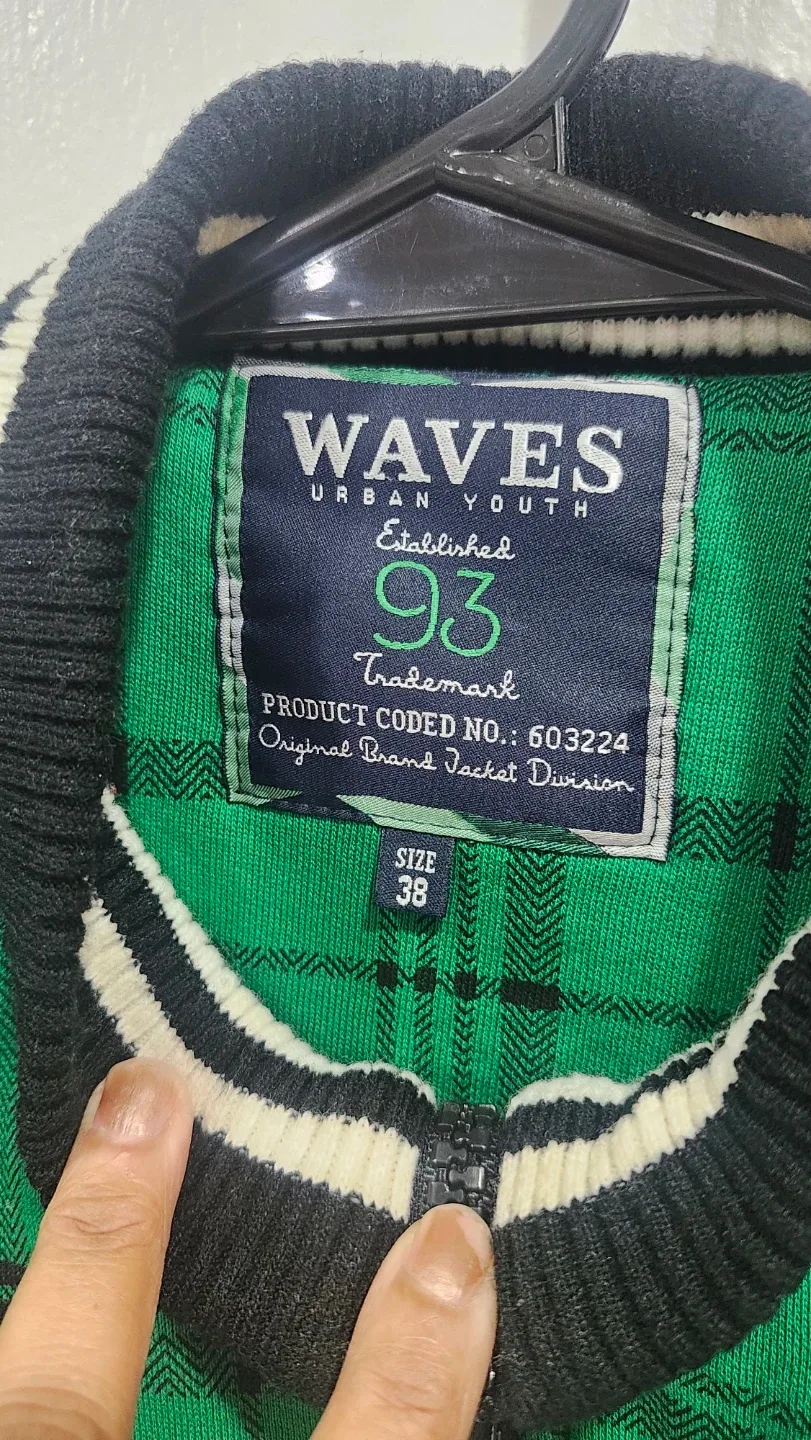 WAVES
URBAN YOUTH
Established
93
Trademark
PRODUCT CODED NO.: 603224
Original Brand Jacket Division
SIZE
38